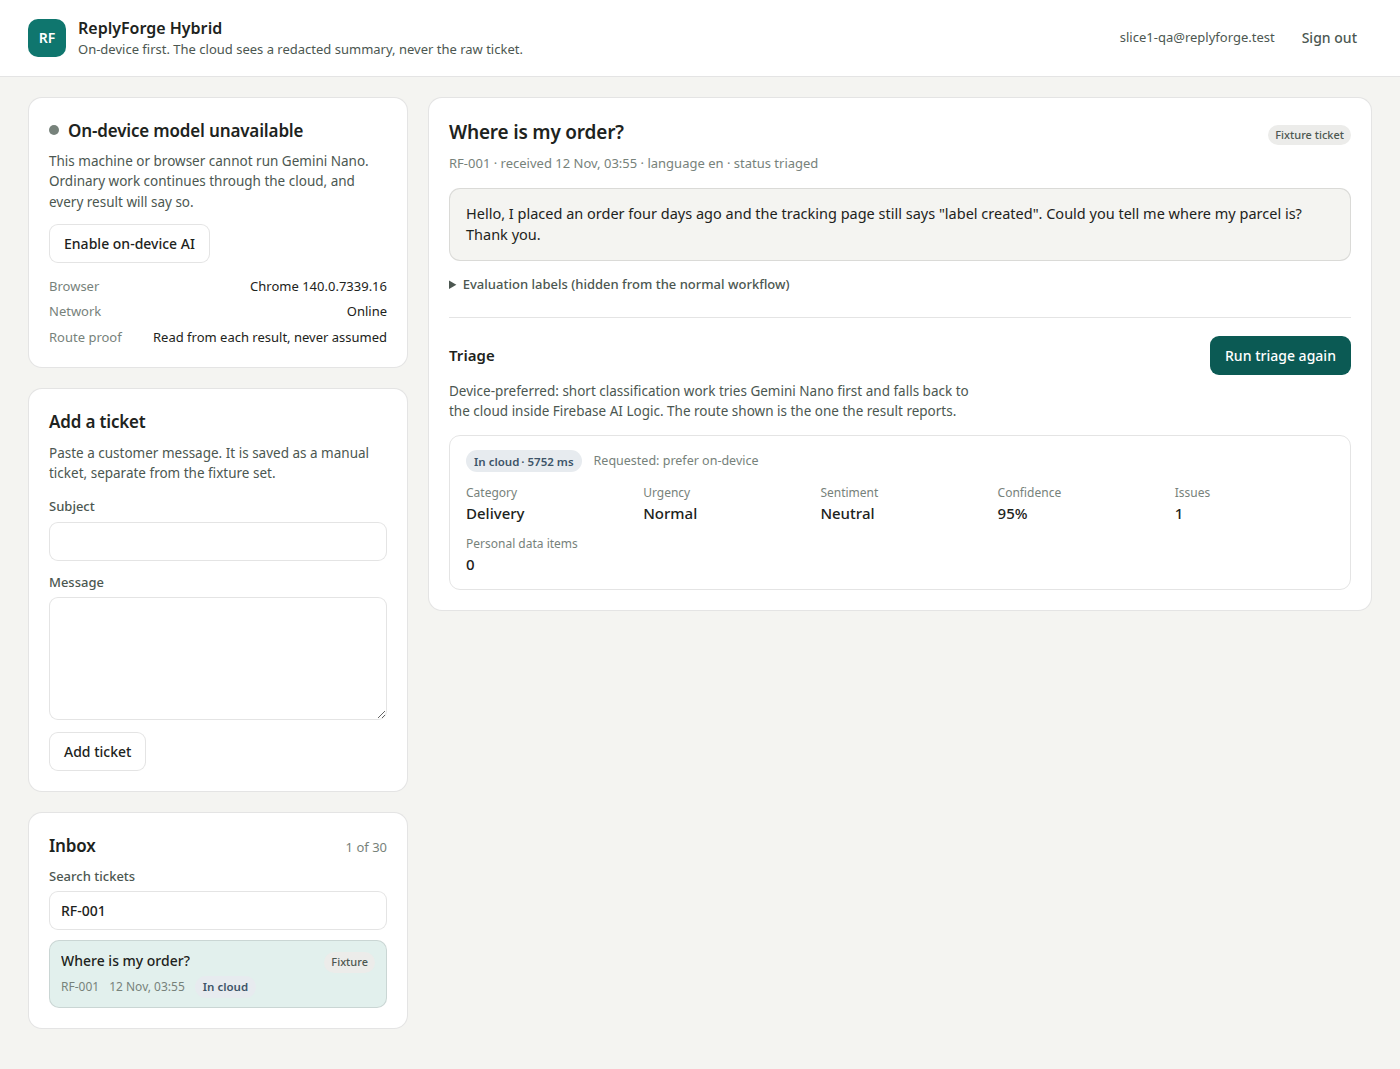 RF
ReplyForge Hybrid
On-device first. The cloud sees a redacted summary, never the raw ticket.
slice1-qa@replyforge.test
Sign out
On-device model unavailable
This machine or browser cannot run Gemini Nano.
Ordinary work continues through the cloud, and
every result will say so.
Enable on-device AI
Browser Chrome 140.0.7339.16
Network Online
Route proof Read from each result, never assumed
Add a ticket
Paste a customer message. It is saved as a manual
ticket, separate from the fixture set.
Subject
Message
Add ticket
Inbox 1 of 30
Search tickets
RF-001
Where is my order? Fixture
RF-001 12 Nov, 03:55 In cloud
Where is my order? Fixture ticket
RF-001 · received 12 Nov, 03:55 · language en · status triaged
Hello, I placed an order four days ago and the tracking page still says "label created". Could you tell me where my parcel is?
Thank you.
Evaluation labels (hidden from the normal workflow)
Triage Run triage again
Device-preferred: short classification work tries Gemini Nano first and falls back to
the cloud inside Firebase AI Logic. The route shown is the one the result reports.
In cloud · 5752 ms Requested: prefer on-device
Category Urgency Sentiment Confidence Issues
Delivery Normal Neutral 95% 1
Personal data items
0